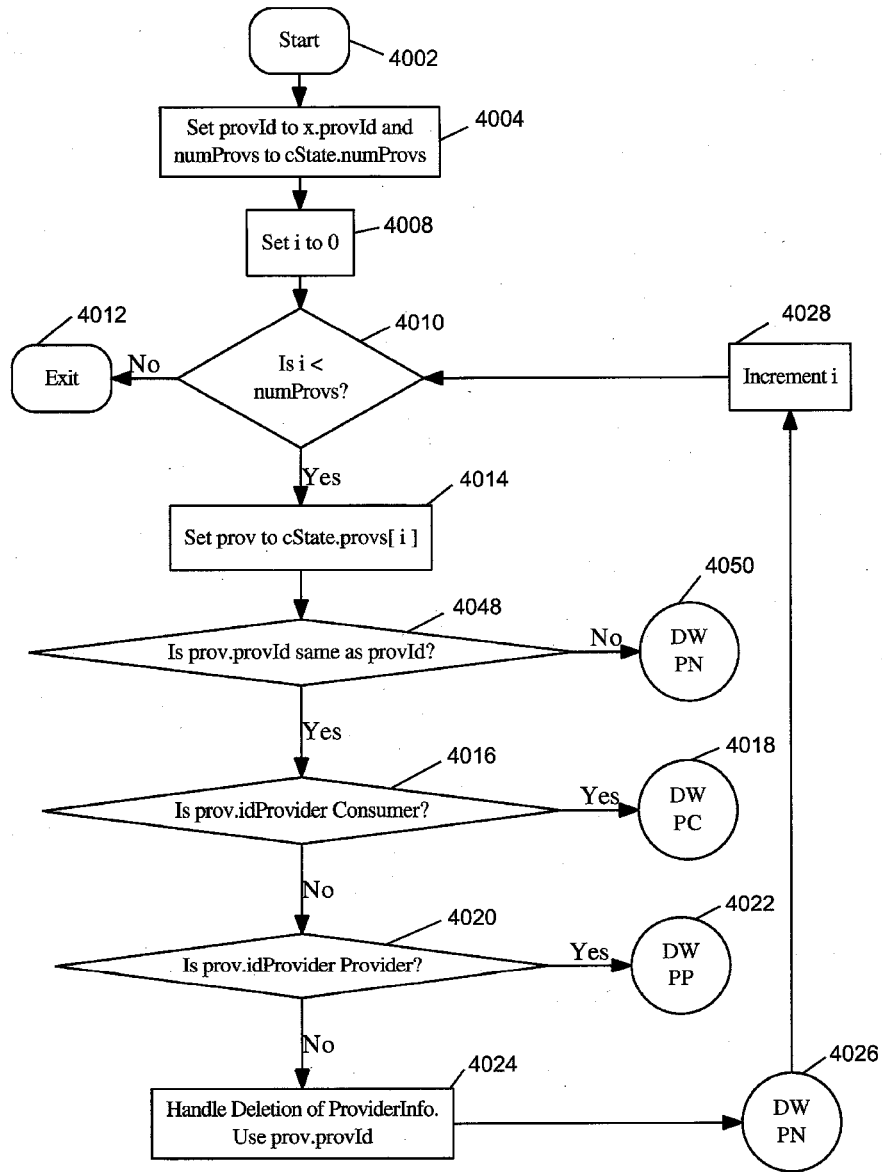 Start
4002
Set provId to x.provId and
numProvs to cState.numProvs
4004
Set i to 0
4008
4012
Exit
No
Is i <
numProvs?
4010
4028
Increment i
Yes
Set prov to cState.provs[ i ]
4014
Is prov.provId same as provId?
4048
No
4050
DW
PN
Yes
Is prov.idProvider Consumer?
4016
Yes
4018
DW
PC
No
Is prov.idProvider Provider?
4020
Yes
4022
DW
PP
No
Handle Deletion of ProviderInfo.
Use prov.provId
4024
4026
DW
PN